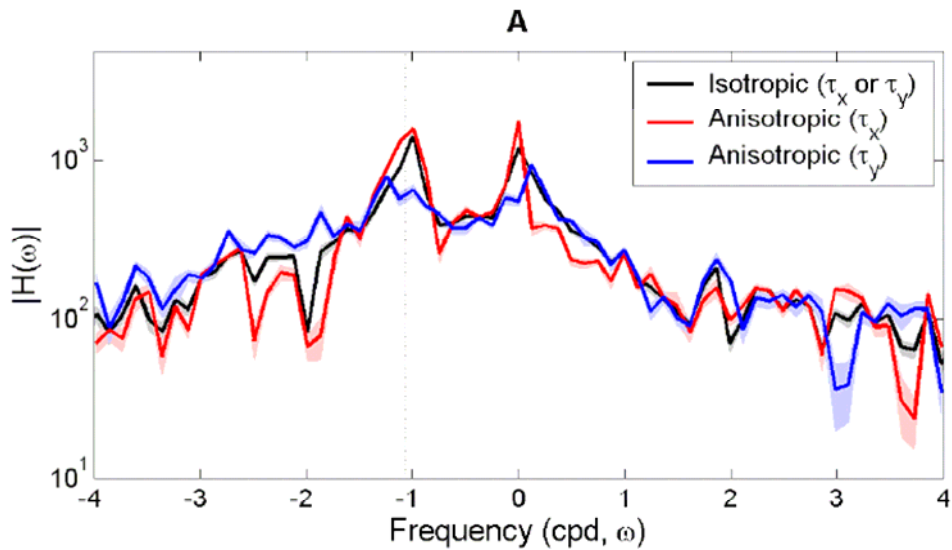 A
|H(ω)|
10³
10²
10¹
Isotropic (τx or τy)
Anisotropic (τx)
Anisotropic (τy)
-4 -3 -2 -1 0 1 2 3 4
Frequency (cpd, ω)